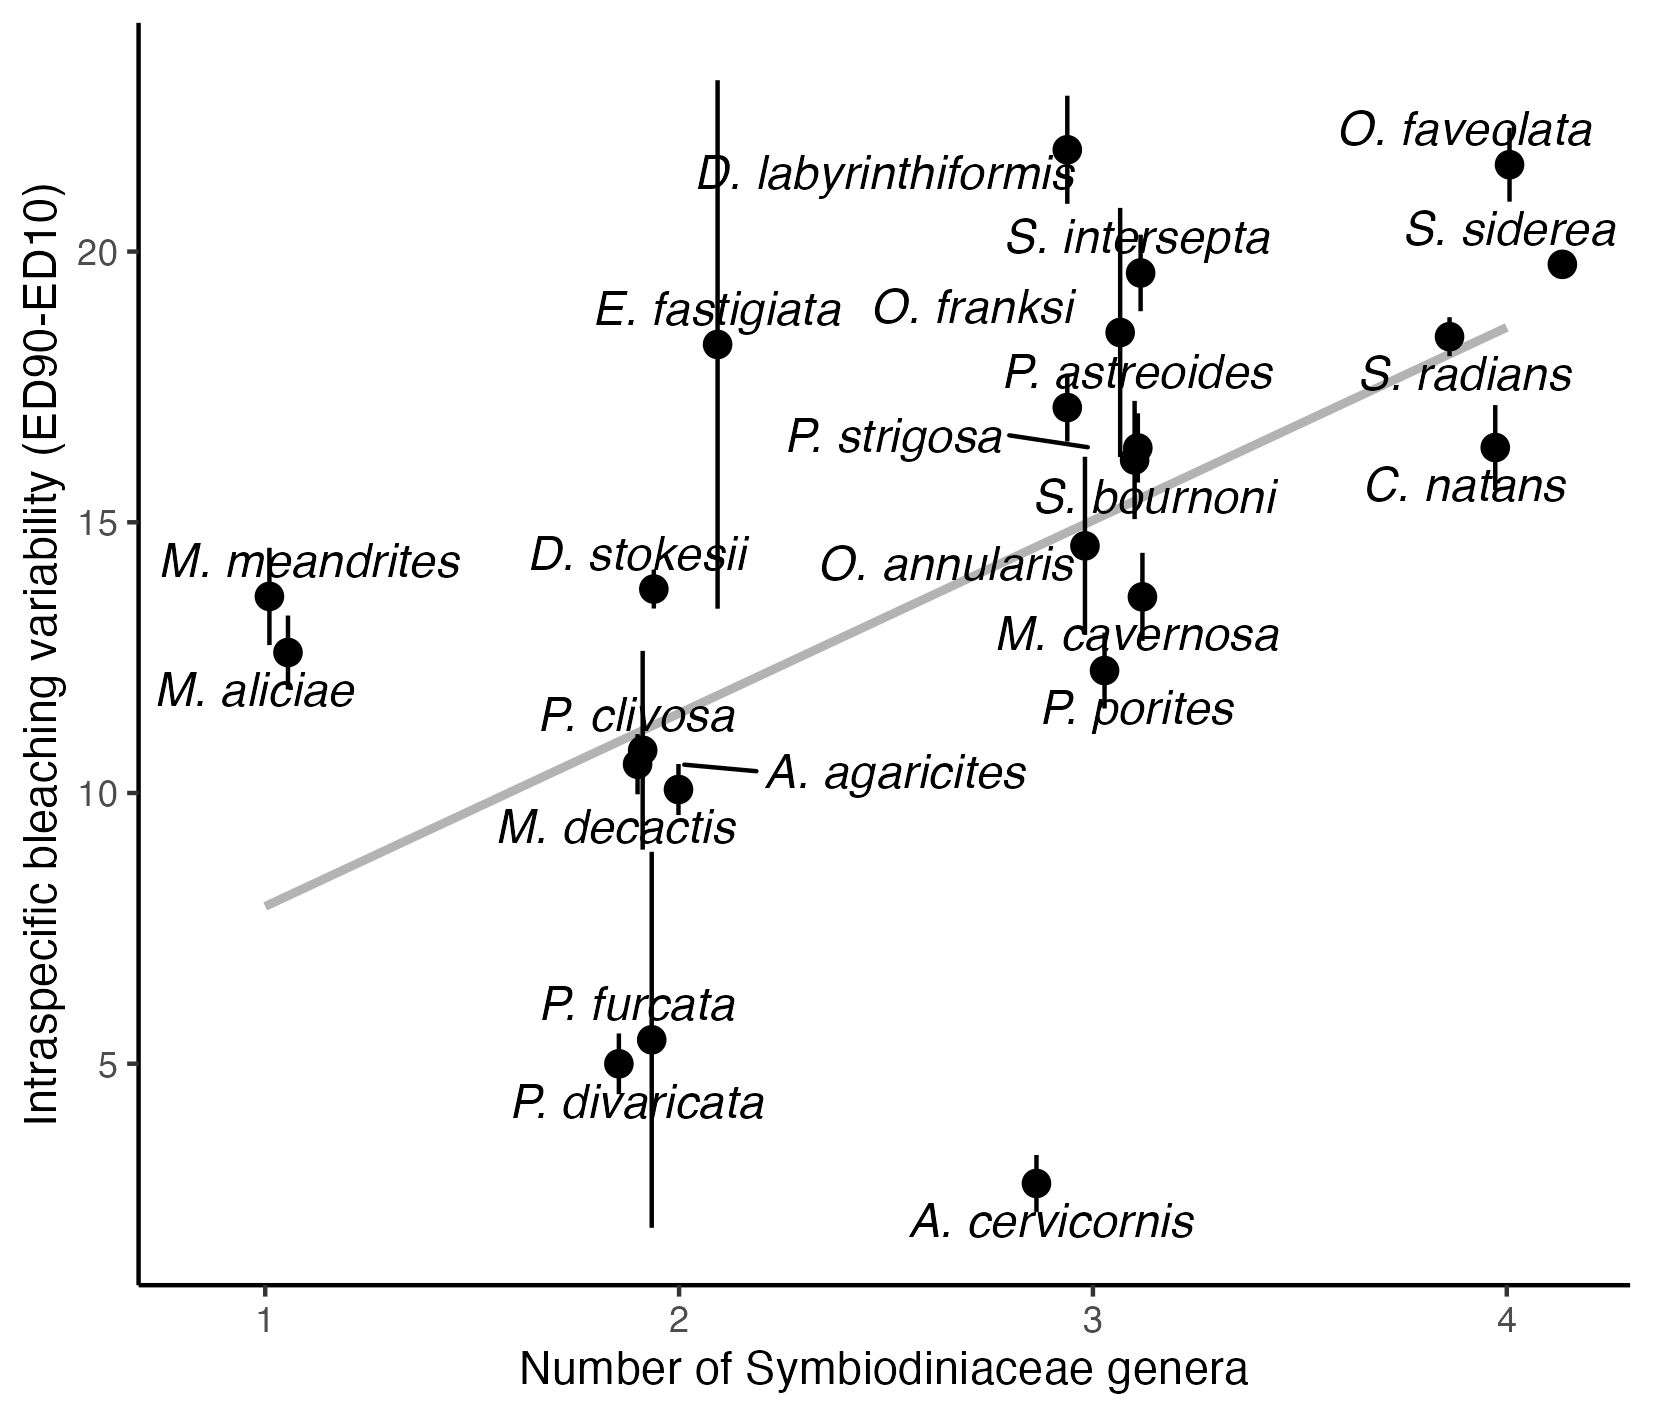 O. faveolata
D. labyrinthiformis
S. siderea
S. intersepta
E. fastigiata
O. franksi
P. astreoides
S. radians
P. strigosa
C. natans
S. bournoni
M. meandrites
D. stokesii
O. annularis
M. cavernosa
M. aliciae
P. clivosa
P. porites
A. agaricites
M. decactis
P. furcata
P. divaricata
A. cervicornis
20
15
10
5
Intraspecific bleaching variability (ED90-ED10)
1 2 3 4
Number of Symbiodiniaceae genera